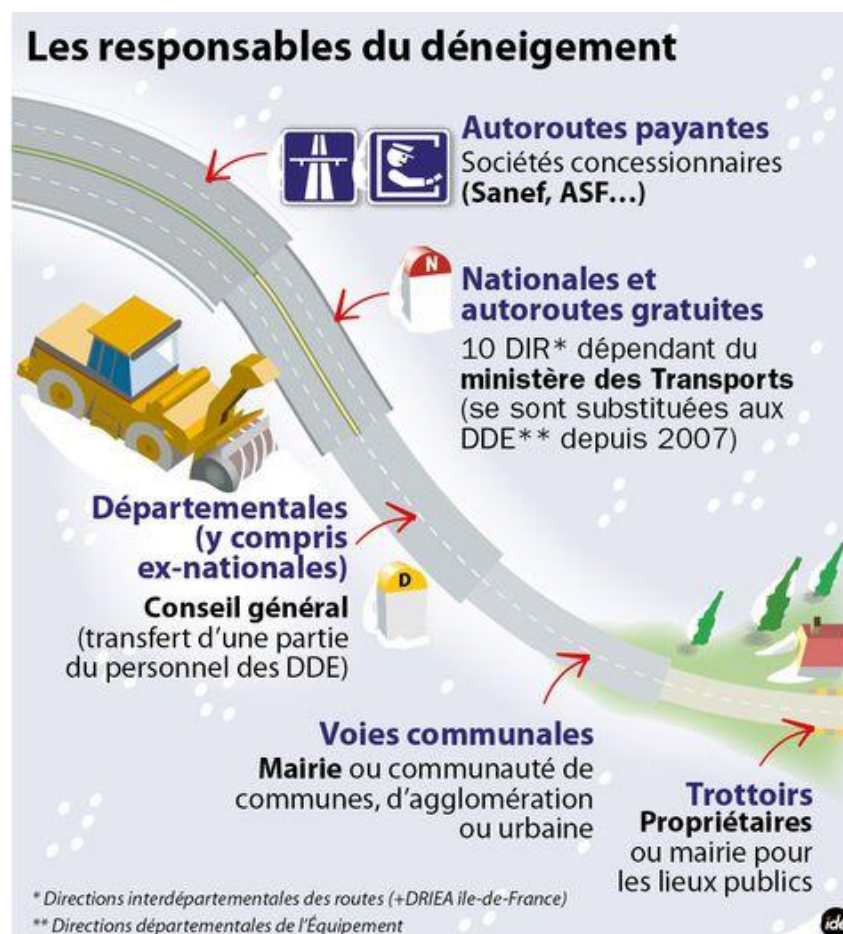 Les responsables du déneigement
Autoroutes payantes
Sociétés concessionnaires
(Sanef, ASF...)
N
Nationales et
autoroutes gratuites
10 DIR* dépendant du
ministère des Transports
(se sont substituées aux
DDE** depuis 2007)
Départementales
(y compris
ex-nationales)
D
Conseil général
(transfert d'une partie
du personnel des DDE)
Voies communales
Mairie ou communauté de
communes, d'agglomération
ou urbaine
Trottoirs
Propriétaires
ou mairie pour
les lieux publics
* Directions interdépartementales des routes (+DRIEA île-de-France)
** Directions départementales de l'Équipement
ide